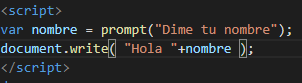 <script>
var nombre = prompt("Dime tu nombre");
document.write( "Hola "+nombre );
</script>